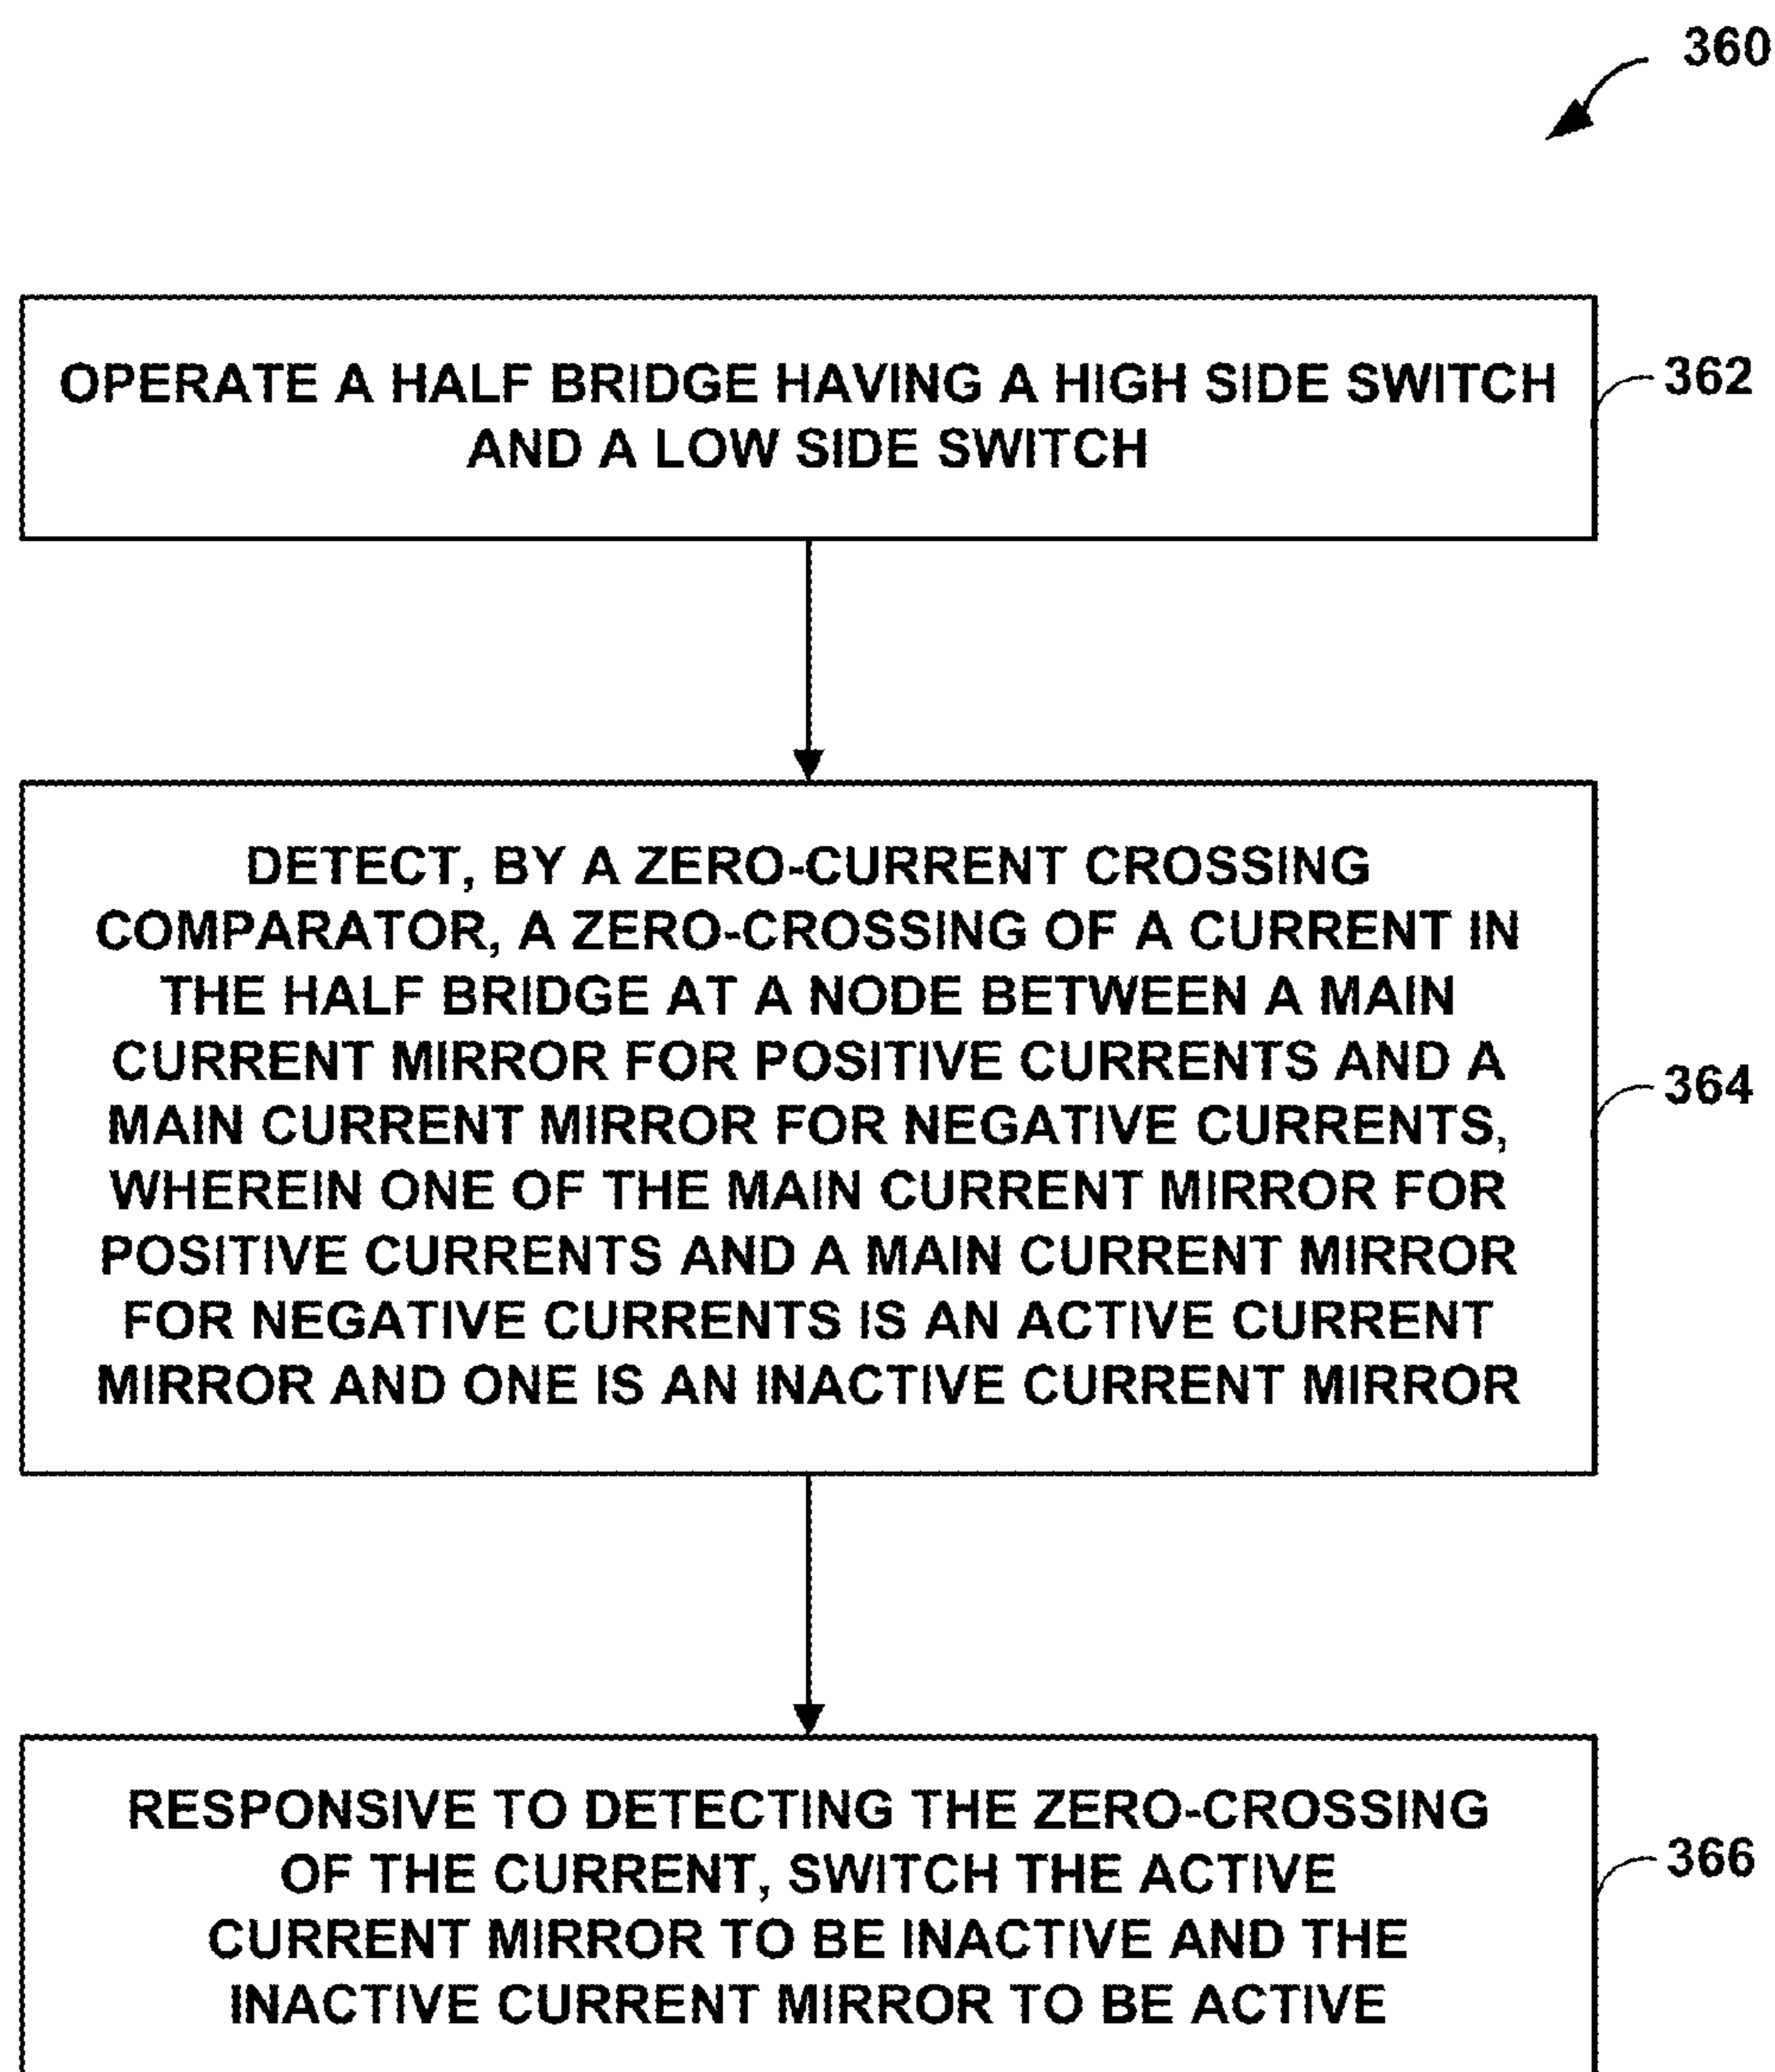 360
OPERATE A HALF BRIDGE HAVING A HIGH SIDE SWITCH
AND A LOW SIDE SWITCH
362
DETECT, BY A ZERO-CURRENT CROSSING
COMPARATOR, A ZERO-CROSSING OF A CURRENT IN
THE HALF BRIDGE AT A NODE BETWEEN A MAIN
CURRENT MIRROR FOR POSITIVE CURRENTS AND A
MAIN CURRENT MIRROR FOR NEGATIVE CURRENTS,
WHEREIN ONE OF THE MAIN CURRENT MIRROR FOR
POSITIVE CURRENTS AND A MAIN CURRENT MIRROR
FOR NEGATIVE CURRENTS IS AN ACTIVE CURRENT
MIRROR AND ONE IS AN INACTIVE CURRENT MIRROR
364
RESPONSIVE TO DETECTING THE ZERO-CROSSING
OF THE CURRENT, SWITCH THE ACTIVE
CURRENT MIRROR TO BE INACTIVE AND THE
INACTIVE CURRENT MIRROR TO BE ACTIVE
366